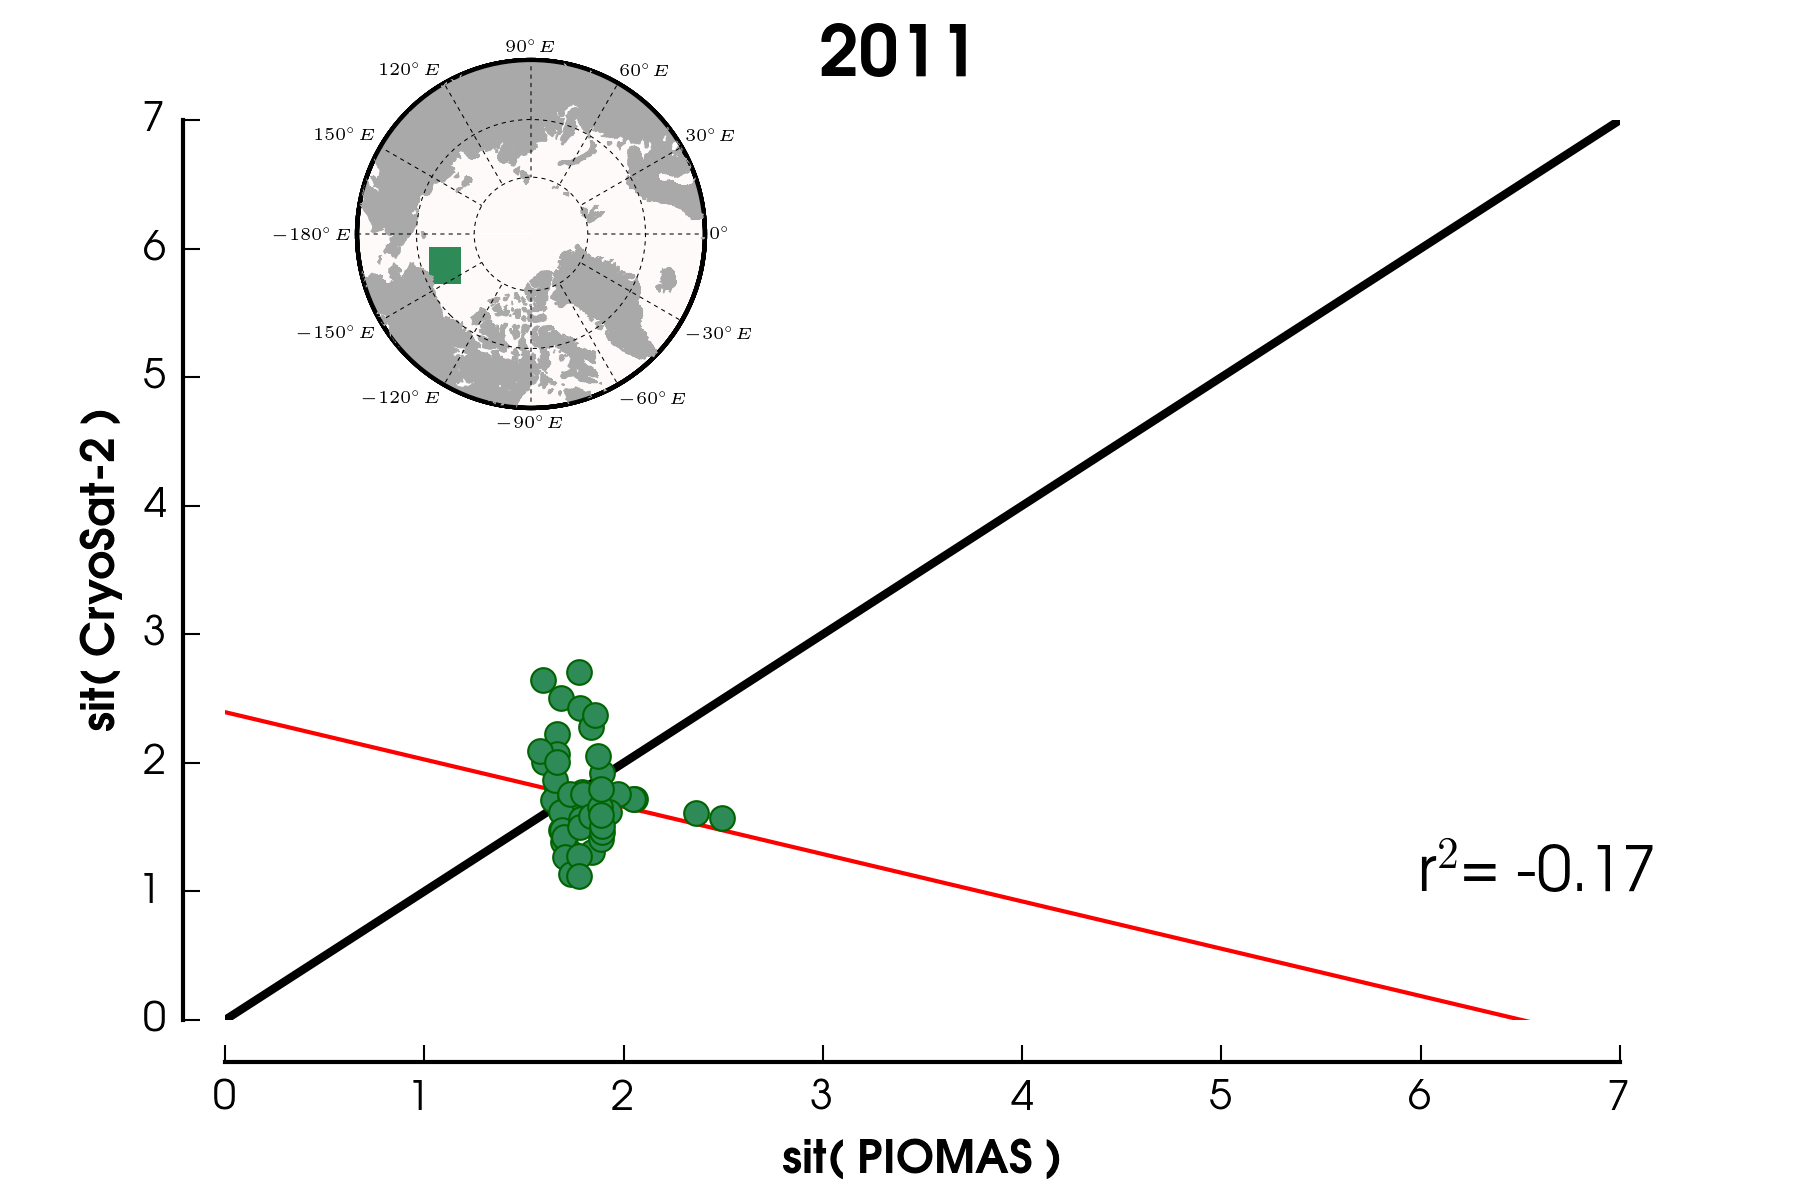 2011
90° E
120° E
60° E
150° E
30° E
−180° E
0°
−150° E
−30° E
−120° E
−60° E
−90° E
7
6
5
4
3
2
1
0
sit( CryoSat-2 )
r²= -0.17
0 1 2 3 4 5 6 7
sit( PIOMAS )